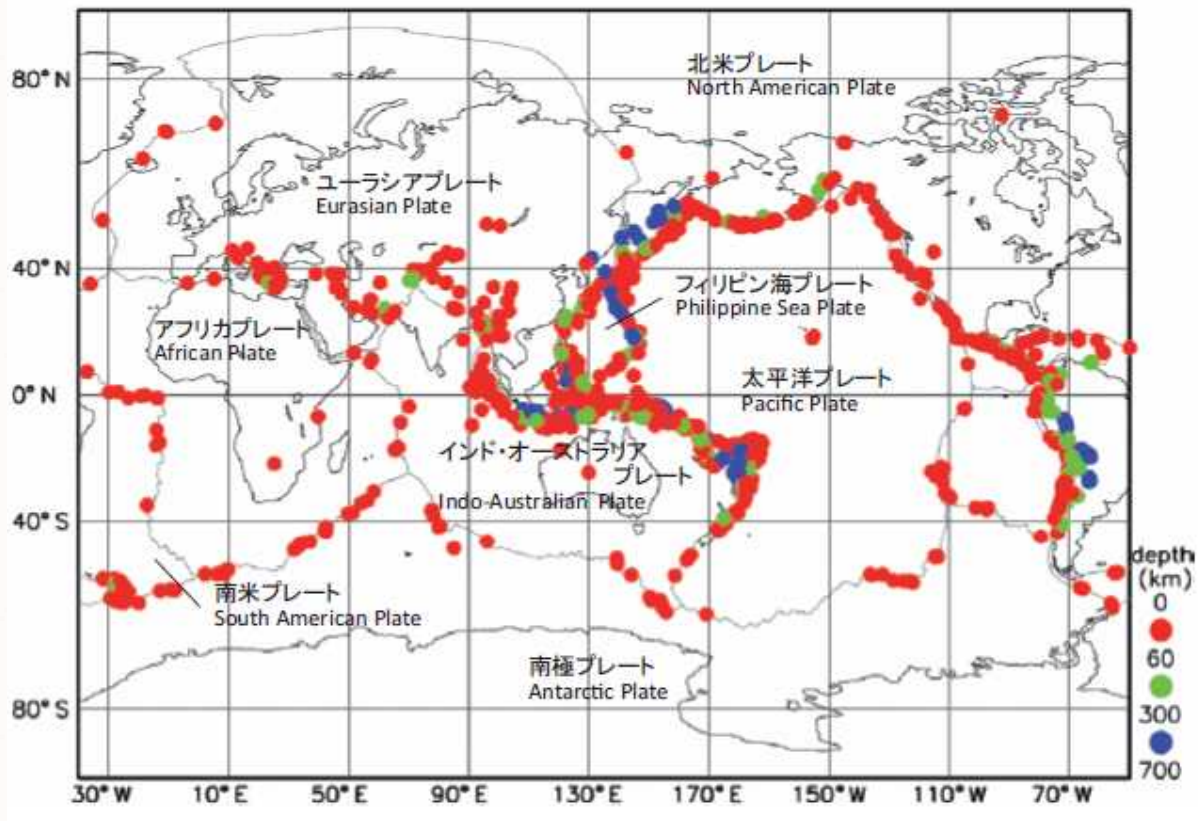 80°N
北米プレート
North American Plate
ユーラシアプレート
Eurasian Plate
40°N
フィリピン海プレート
Philippine Sea Plate
アフリカプレート
African Plate
太平洋プレート
Pacific Plate
0°N
インド・オーストラリア
プレート
Indo-Australian Plate
40°S
南米プレート
South American Plate
南極プレート
Antarctic Plate
80°S
depth
(km)
0
60
300
700
30°W 10°E 50°E 90°E 130°E 170°E 150°W 110°W 70°W